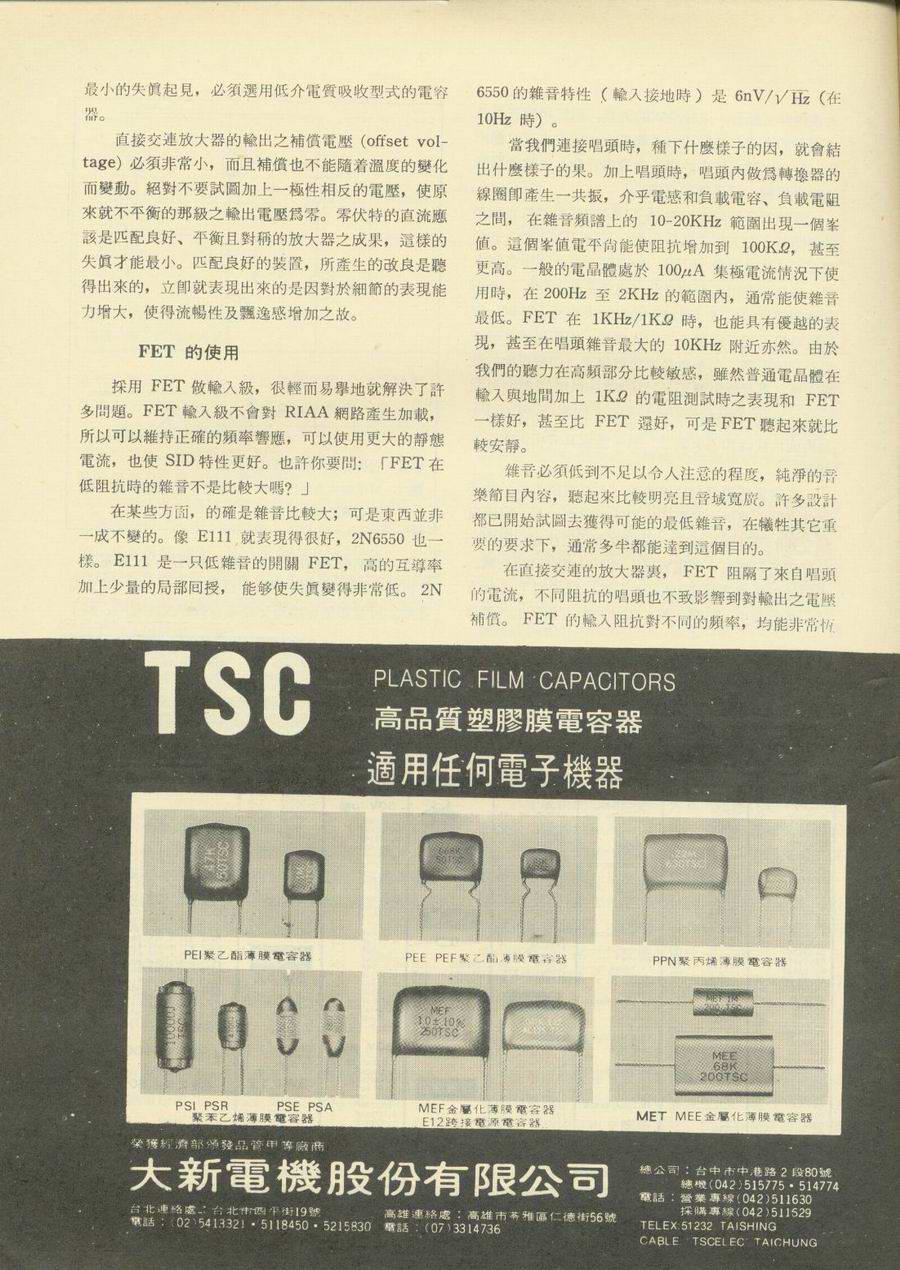 最小的失眞起見，必須選用低介電質吸收型式的電容
器。
直接交連放大器的輸出之補償電壓 (offset vol-
tage) 必須非常小，而且補償也不能隨着溫度的變化
而變動。絕對不要試圖加上一極性相反的電壓，使原
來就不平衡的那級之輸出電壓爲零。零伏特的直流應
該是匹配良好、平衡且對稱的放大器之成果，這樣的
失眞才能最小。匹配良好的裝置，所產生的改良是聽
得出來的，立卽就表現出來的是因對於細節的表現能
力增大，使得流暢性及飄逸感增加之故。
FET 的使用
採用 FET 做輸入級，很輕而易擧地就解決了許
多問題。FET 輸入級不會對 RIAA 網路產生加載，
所以可以維持正確的頻率響應，可以使用更大的靜態
電流，也使 SID 特性更好。也許你要問：「FET 在
低阻抗時的雜音不是比較大嗎？」
在某些方面，的確是雜音比較大；可是東西並非
一成不變的。像 E111 就表現得很好，2N6550 也一
樣。E111 是一只低雜音的開關 FET，高的互導率
加上少量的局部囘授，能够使失眞變得非常低。2N
6550 的雜音特性（輸入接地時）是 6nV/√Hz（在
10Hz 時）。
當我們連接唱頭時，種下什麼樣子的因，就會結
出什麼樣子的果。加上唱頭時，唱頭內做爲轉換器的
線圈卽產生一共振，介乎電感和負載電容、負載電阻
之間，在雜音頻譜上的 10-20KHz 範圍出現一個峯
値。這個峯値電平尙能使阻抗增加到 100KΩ，甚至
更高。一般的電晶體處於 100μA 集極電流情況下使
用時，在 200Hz 至 2KHz 的範圍內，通常能使雜音
最低。FET 在 1KHz/1KΩ 時，也能具有優越的表
現，甚至在唱頭雜音最大的 10KHz 附近亦然。由於
我們的聽力在高頻部分比較敏感，雖然普通電晶體在
輸入與地間加上 1KΩ 的電阻測試時之表現和 FET
一樣好，甚至比 FET 還好，可是 FET 聽起來就比
較安靜。
雜音必須低到不足以令人注意的程度，純淨的音
樂節目內容，聽起來比較明亮且音域寬廣。許多設計
都已開始試圖去獲得可能的最低雜音，在犧牲其它重
要的要求下，通常多半都能達到這個目的。
在直接交連的放大器裏，FET 阻隔了來自唱頭
的電流，不同阻抗的唱頭也不致影響到對輸出之電壓
補償。FET 的輸入阻抗對不同的頻率，均能非常恆
TSC
PLASTIC FILM CAPACITORS
高品質塑膠膜電容器
適用任何電子機器
47K
50TSC
68K
50TSC
PEI聚乙酯薄膜電容器
PEE PEF聚乙酯薄膜電容器
PPN聚丙烯薄膜電容器
10000J
TSC
MEF
10±10%
250TSC
MET 1M
200 TSC
MEE
68K
200TSC
PSI PSR PSE PSA
聚苯乙烯薄膜電容器
MEF金屬化薄膜電容器
E12跨接電源電容器
MET MEE金屬化薄膜電容器
榮獲經濟部頒發品管甲等廠商
大新電機股份有限公司
台北連絡處：台北市四平街19號
電話：(02)5413321・5118450・5215830
高雄連絡處：高雄市苓雅區仁德街56號
電話：(07)3314736
總公司：台中市中港路2段80號
電話：總機(042)515775・514774
營業專線(042)511630
採購專線(042)511529
TELEX:51232 TAISHING
CABLE TSCELEC TAICHUNG